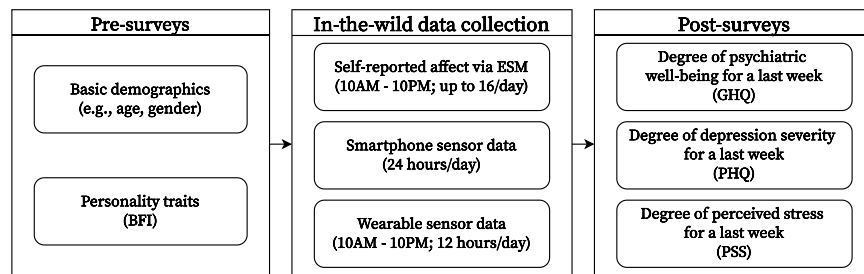 Pre-surveys
Basic demographics
(e.g., age, gender)
Personality traits
(BFI)
In-the-wild data collection
Self-reported affect via ESM
(10AM - 10PM; up to 16/day)
Smartphone sensor data
(24 hours/day)
Wearable sensor data
(10AM - 10PM; 12 hours/day)
Post-surveys
Degree of psychiatric
well-being for a last week
(GHQ)
Degree of depression severity
for a last week
(PHQ)
Degree of perceived stress
for a last week
(PSS)